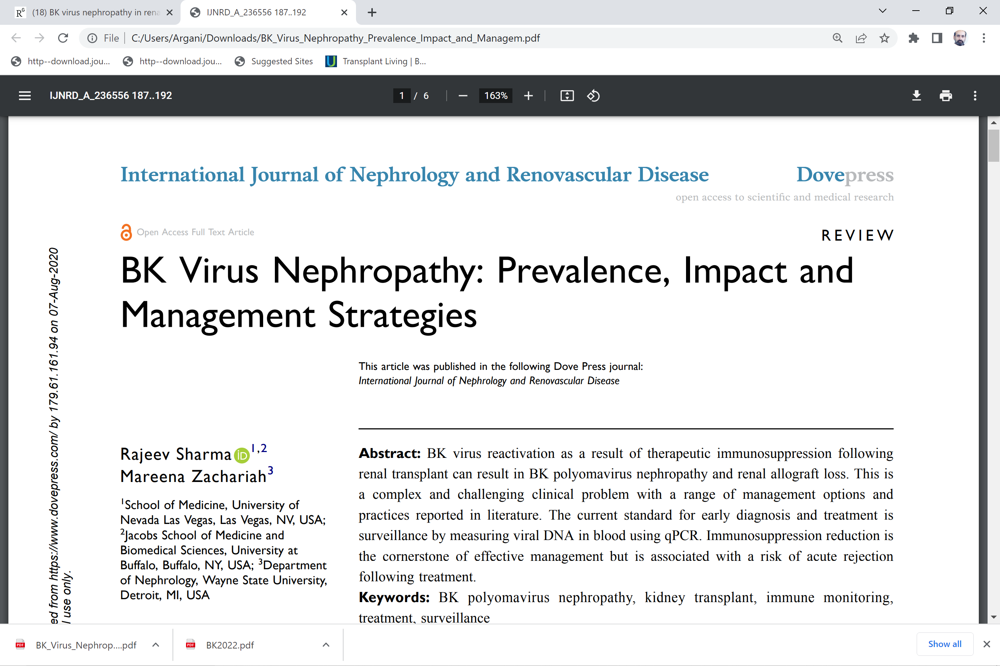 (18) BK virus nephropathy in rena
IJNRD_A_236556 187..192
File
C:/Users/Argani/Downloads/BK_Virus_Nephropathy_Prevalence_Impact_and_Managem.pdf
http--download.jou...
http--download.jou...
Suggested Sites
Transplant Living | B...
IJNRD_A_236556 187..192
1 / 6
163%
International Journal of Nephrology and Renovascular Disease
Dovepress
open access to scientific and medical research
Open Access Full Text Article
REVIEW
BK Virus Nephropathy: Prevalence, Impact and
Management Strategies
This article was published in the following Dove Press journal:
International Journal of Nephrology and Renovascular Disease
ed from https://www.dovepress.com/ by 179.61.161.94 on 07-Aug-2020
l use only.
Rajeev Sharma iD 1,2
Mareena Zachariah3
1School of Medicine, University of
Nevada Las Vegas, Las Vegas, NV, USA;
2Jacobs School of Medicine and
Biomedical Sciences, University at
Buffalo, Buffalo, NY, USA; 3Department
of Nephrology, Wayne State University,
Detroit, MI, USA
Abstract: BK virus reactivation as a result of therapeutic immunosuppression following
renal transplant can result in BK polyomavirus nephropathy and renal allograft loss. This is
a complex and challenging clinical problem with a range of management options and
practices reported in literature. The current standard for early diagnosis and treatment is
surveillance by measuring viral DNA in blood using qPCR. Immunosuppression reduction is
the cornerstone of effective management but is associated with a risk of acute rejection
following treatment.
Keywords: BK polyomavirus nephropathy, kidney transplant, immune monitoring,
treatment, surveillance
BK_Virus_Nephrop....pdf
BK2022.pdf
Show all